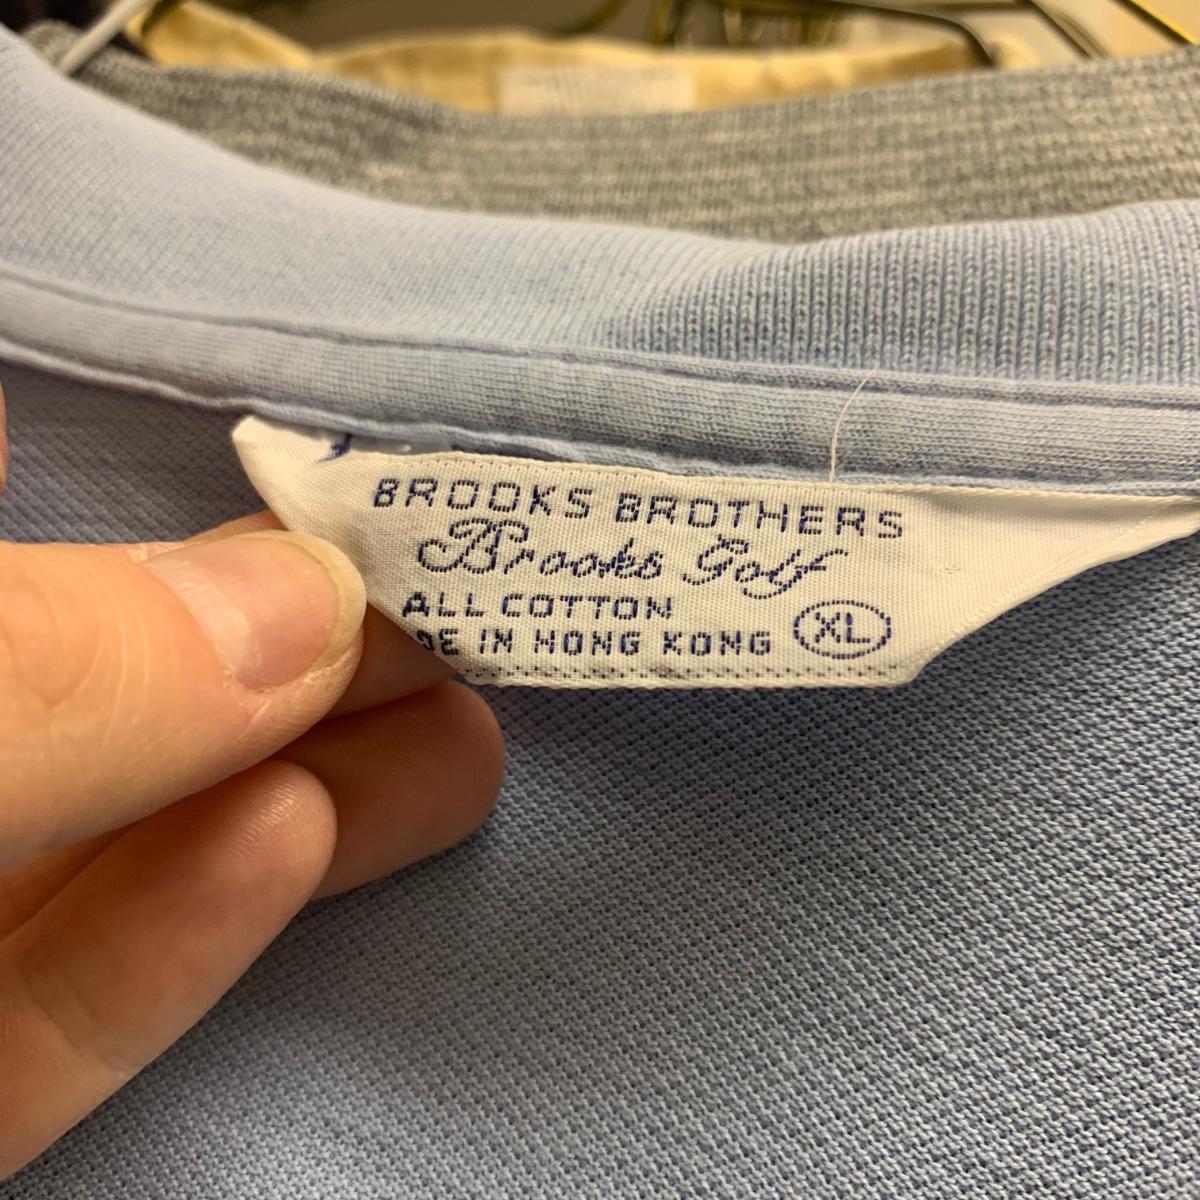 BROOKS BROTHERS
Brooks Golf
ALL COTTON
DE IN HONG KONG XL